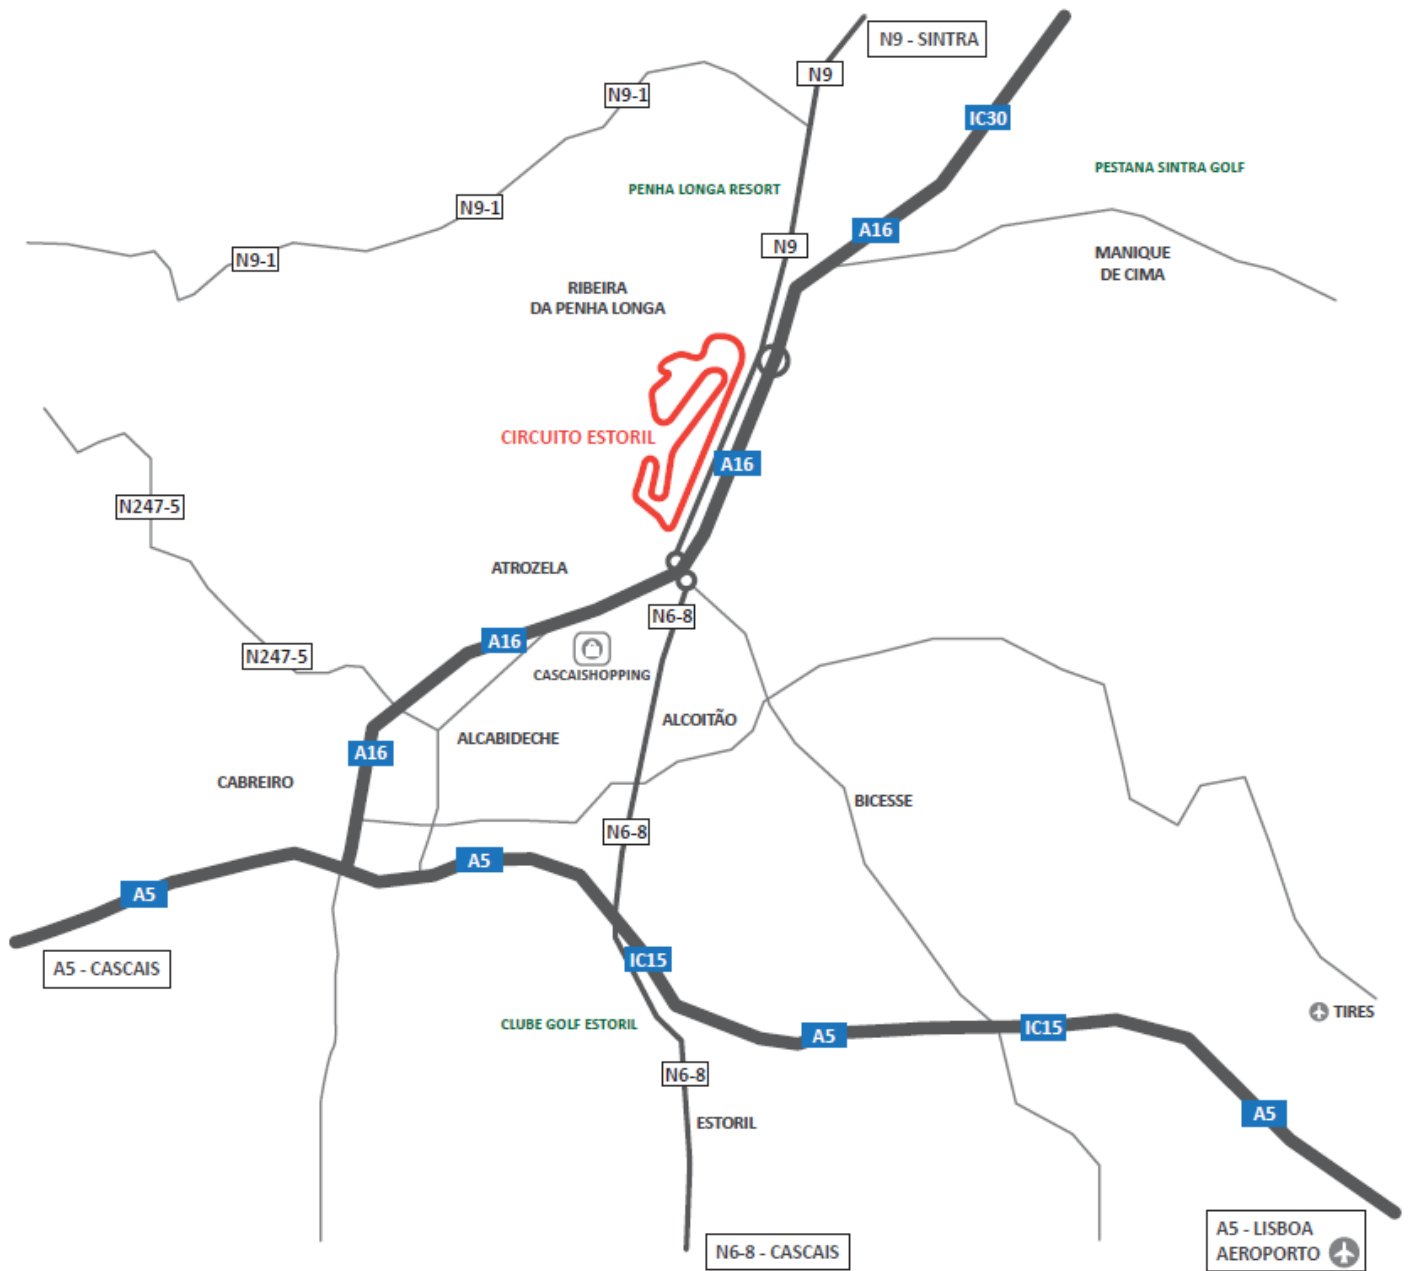 N9 - SINTRA
N9
N9-1
IC30
PESTANA SINTRA GOLF
PENHA LONGA RESORT
N9-1
A16
N9
N9-1
MANIQUE
DE CIMA
RIBEIRA
DA PENHA LONGA
CIRCUITO ESTORIL
A16
N247-5
ATROZELA
N6-8
A16
N247-5
CASCAISHOPPING
ALCOITÃO
ALCABIDECHE
A16
CABREIRO
BICESSE
N6-8
A5
A5
IC15
A5 - CASCAIS
TIRES
CLUBE GOLF ESTORIL
IC15
A5
N6-8
A5
ESTORIL
A5 - LISBOA
AEROPORTO
N6-8 - CASCAIS